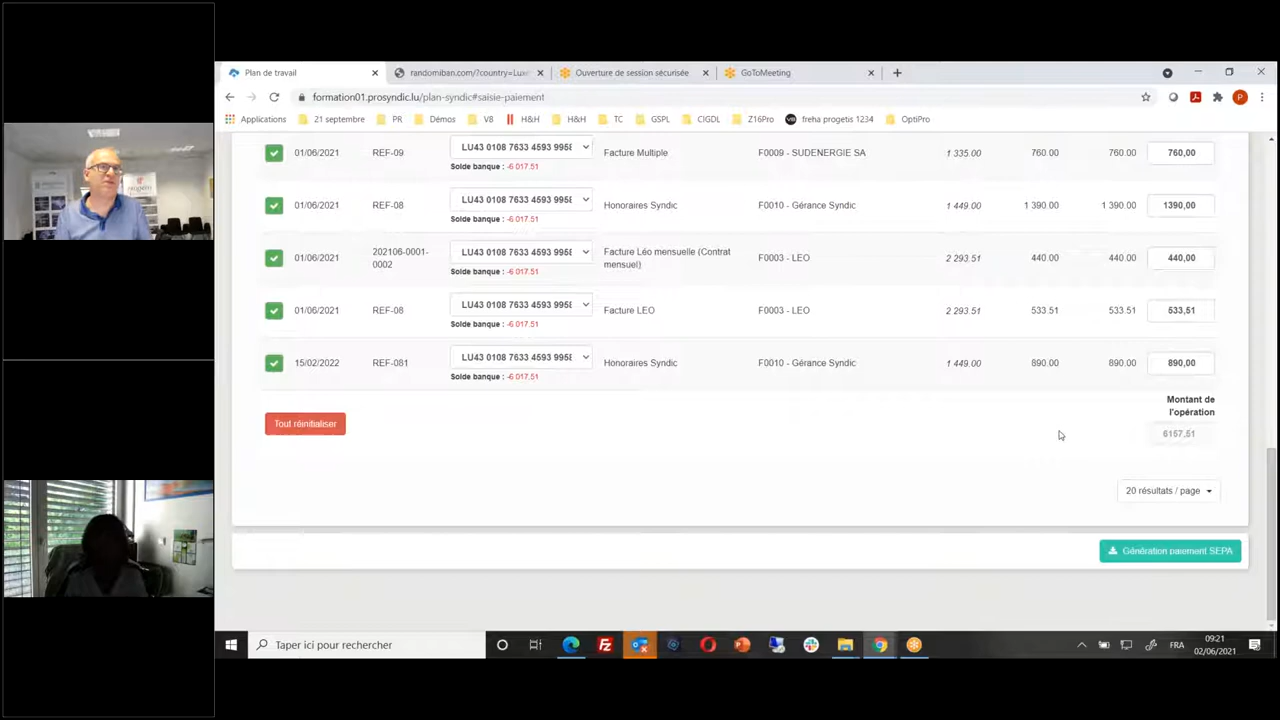 Plan de travail
randomiban.com/?country=Luxe
Ouverture de session sécurisée
GoToMeeting
formation01.prosyndic.lu/plan-syndic#saisie-paiement
Applications 21 septembre PR Démos V8 H&H H&H TC GSPL CIGDL Z16Pro freha progetis 1234 OptiPro
01/06/2021 REF-09 LU43 0108 7633 4593 9958 Facture Multiple F0009 - SUDENERGIE SA 1 335.00 760.00 760.00 760,00
Solde banque : -6 017.51
01/06/2021 REF-08 LU43 0108 7633 4593 9958 Honoraires Syndic F0010 - Gérance Syndic 1 449.00 1 390.00 1 390.00 1390,00
Solde banque : -6 017.51
01/06/2021 202106-0001-0002 LU43 0108 7633 4593 9958 Facture Léo mensuelle (Contrat mensuel) F0003 - LEO 2 293.51 440.00 440.00 440,00
Solde banque : -6 017.51
01/06/2021 REF-08 LU43 0108 7633 4593 9958 Facture LEO F0003 - LEO 2 293.51 533.51 533.51 533,51
Solde banque : -6 017.51
15/02/2022 REF-081 LU43 0108 7633 4593 9958 Honoraires Syndic F0010 - Gérance Syndic 1 449.00 890.00 890.00 890,00
Solde banque : -6 017.51
Montant de
l'opération
Tout réinitialiser
6157,51
20 résultats / page
Génération paiement SEPA
Taper ici pour rechercher
FRA
09:21
02/06/2021